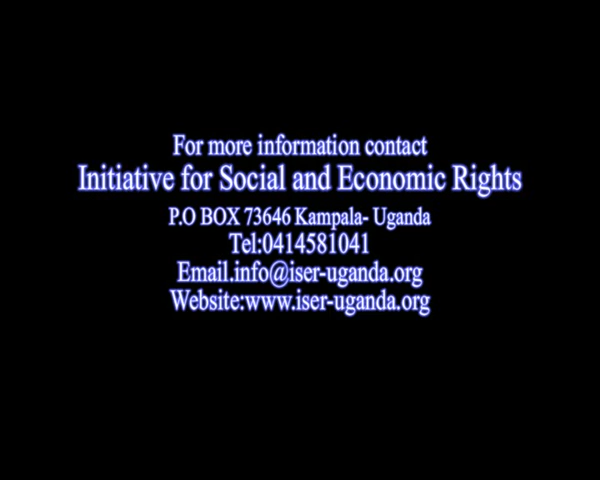 For more information contact
Initiative for Social and Economic Rights
P.O BOX 73646 Kampala- Uganda
Tel:0414581041
Email.info@iser-uganda.org
Website:www.iser-uganda.org